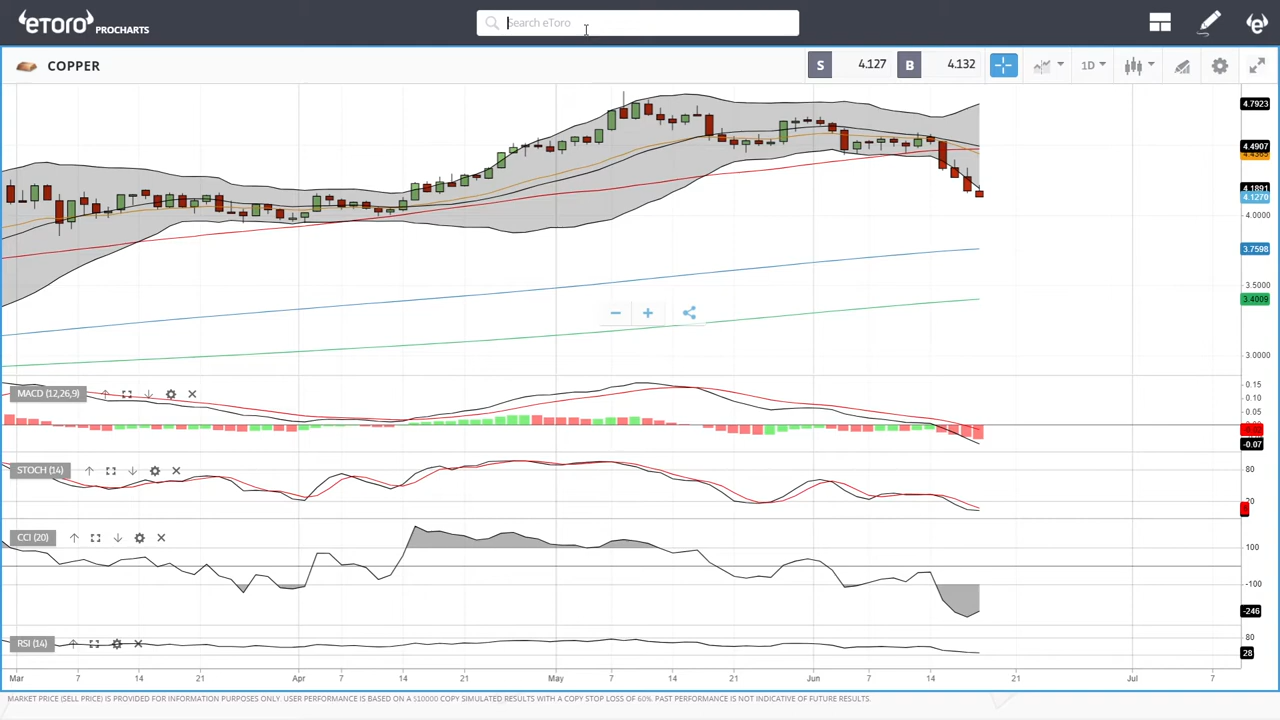 eTORO PROCHARTS
Search eToro
COPPER
S 4.127 B 4.132
1D
4.7923
4.4907
4.1891
4.1270
4.0000
3.7598
3.5000
3.4009
3.0000
MACD (12,26,9)
0.15
0.10
0.05
-0.07
STOCH (14)
80
20
CCI (20)
100
-100
-246
RSI (14)
80
28
Mar 7 14 21 Apr 7 14 21 May 7 14 21 Jun 7 14 21 Jul 7
MARKET PRICE (SELL PRICE) IS PROVIDED FOR INFORMATION PURPOSES ONLY. USER PERFORMANCE IS BASED ON A $10000 COPY SIMULATED RESULTS WITH A COPY STOP LOSS OF 60%. PAST PERFORMANCE IS NOT INDICATIVE OF FUTURE RESULTS.